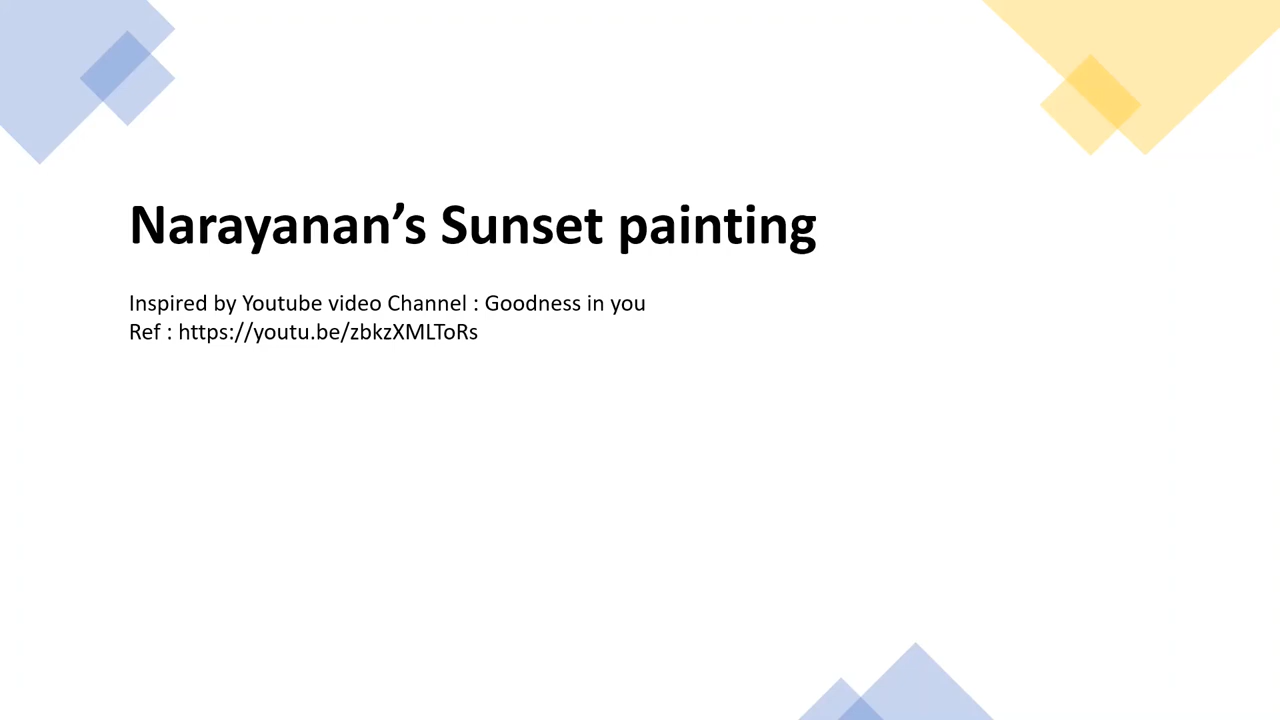 Narayanan’s Sunset painting
Inspired by Youtube video Channel : Goodness in you
Ref : https://youtu.be/zbkzXMLToRs